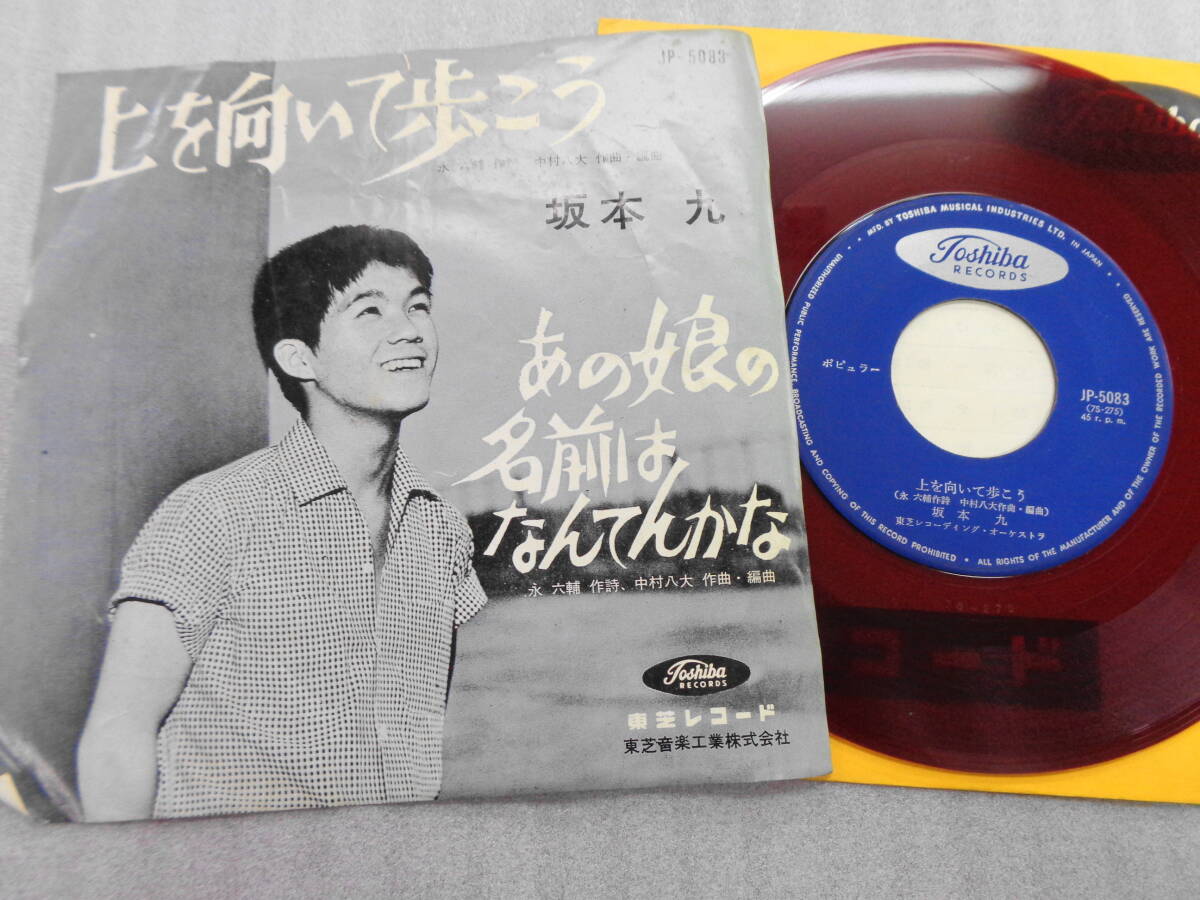 JP-5083
上を向いて歩こう
永 六輔 作詩、中村八大 作曲・編曲
坂本 九
あの娘の
名前は
なんてんかな
永 六輔 作詩、中村八大 作曲・編曲
Toshiba
RECORDS
東芝レコード
東芝音楽工業株式会社
MFD. BY TOSHIBA MUSICAL INDUSTRIES LTD. IN JAPAN
Toshiba
RECORDS
ポピュラー
JP-5083
(7S-275)
45 r.p.m.
上を向いて歩こう
(永 六輔作詩 中村八大作曲・編曲)
坂本 九
東芝レコーディング・オーケストラ
UNAUTHORIZED PUBLIC PERFORMANCE, BROADCASTING AND COPYING OF THIS RECORD PROHIBITED • ALL RIGHTS OF THE MANUFACTURER AND OF THE OWNER OF THE RECORDED WORK ARE RESERVED
コード